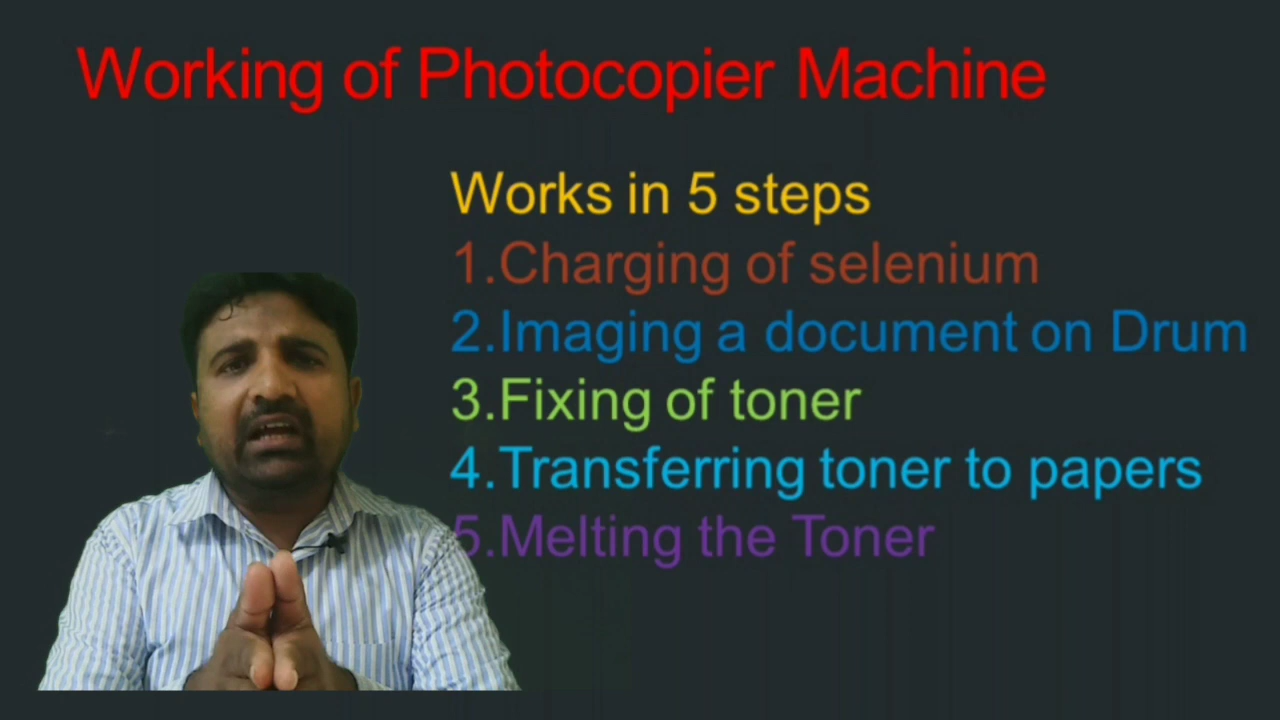 Working of Photocopier Machine
Works in 5 steps
1.Charging of selenium
2.Imaging a document on Drum
3.Fixing of toner
4.Transferring toner to papers
5.Melting the Toner